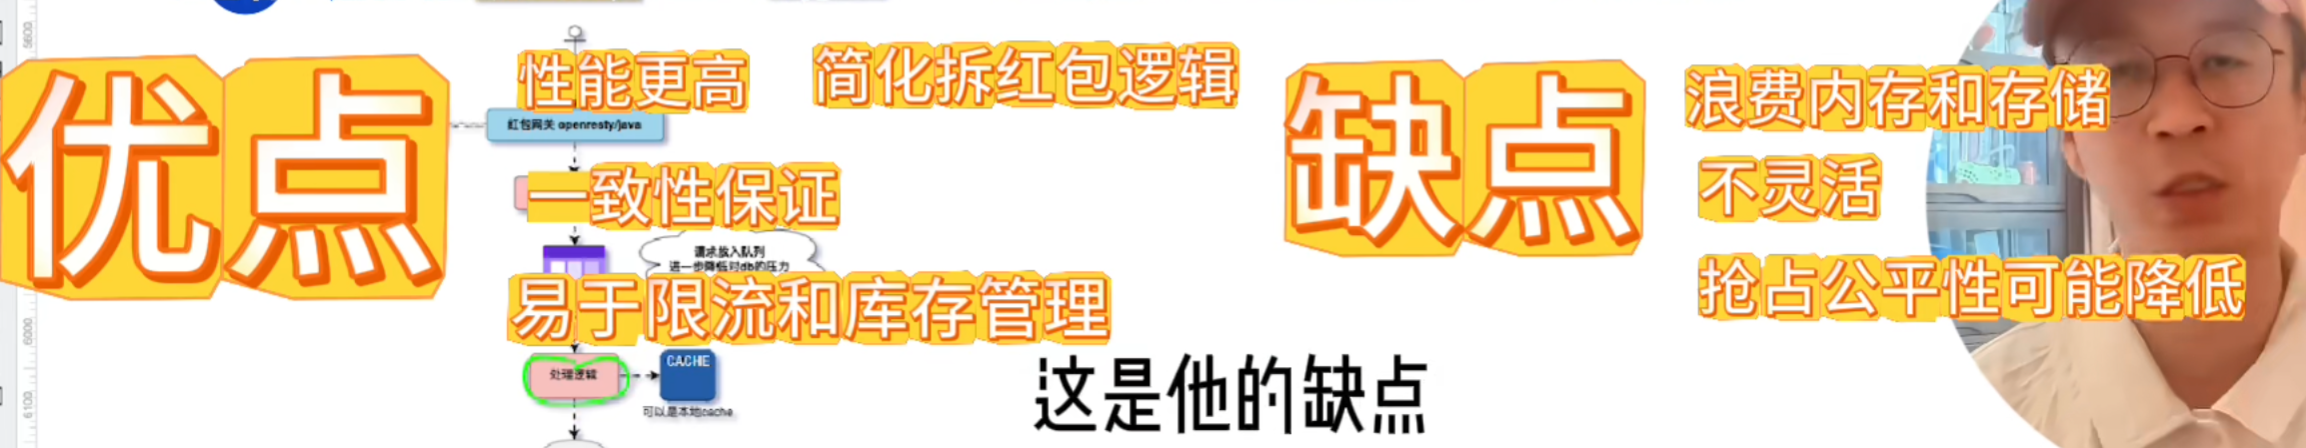 优点
性能更高
简化拆红包逻辑
红包网关 openresty/java
一致性保证
请求放入队列
进一步降低对db的压力
易于限流和库存管理
处理逻辑
CACHE
可以是本地cache
缺点
浪费内存和存储
不灵活
抢占公平性可能降低
这是他的缺点
5800
6000
6100